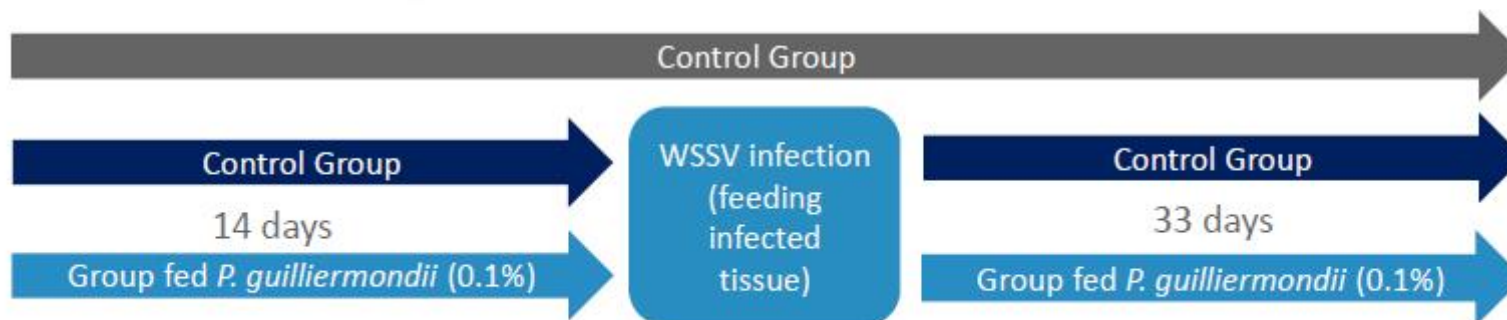 Control Group
Control Group
14 days
Group fed P. guilliermondii (0.1%)
WSSV infection
(feeding
infected
tissue)
Control Group
33 days
Group fed P. guilliermondii (0.1%)